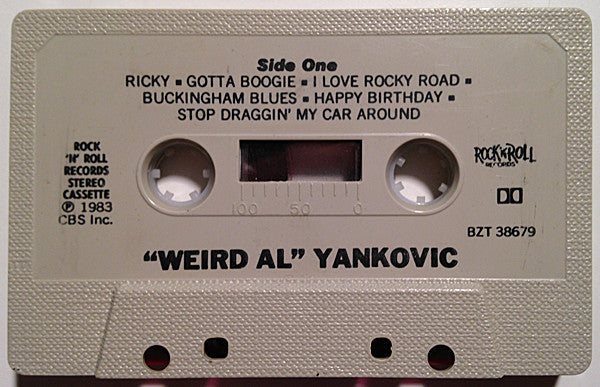 Side One
RICKY ▪ GOTTA BOOGIE ▪ I LOVE ROCKY ROAD ▪
BUCKINGHAM BLUES ▪ HAPPY BIRTHDAY ▪
STOP DRAGGIN' MY CAR AROUND
ROCK
'N' ROLL
RECORDS
STEREO
CASSETTE
℗ 1983
CBS Inc.
100 50 0
ROCK'N'ROLL
RECORDS
BZT 38679
"WEIRD AL" YANKOVIC